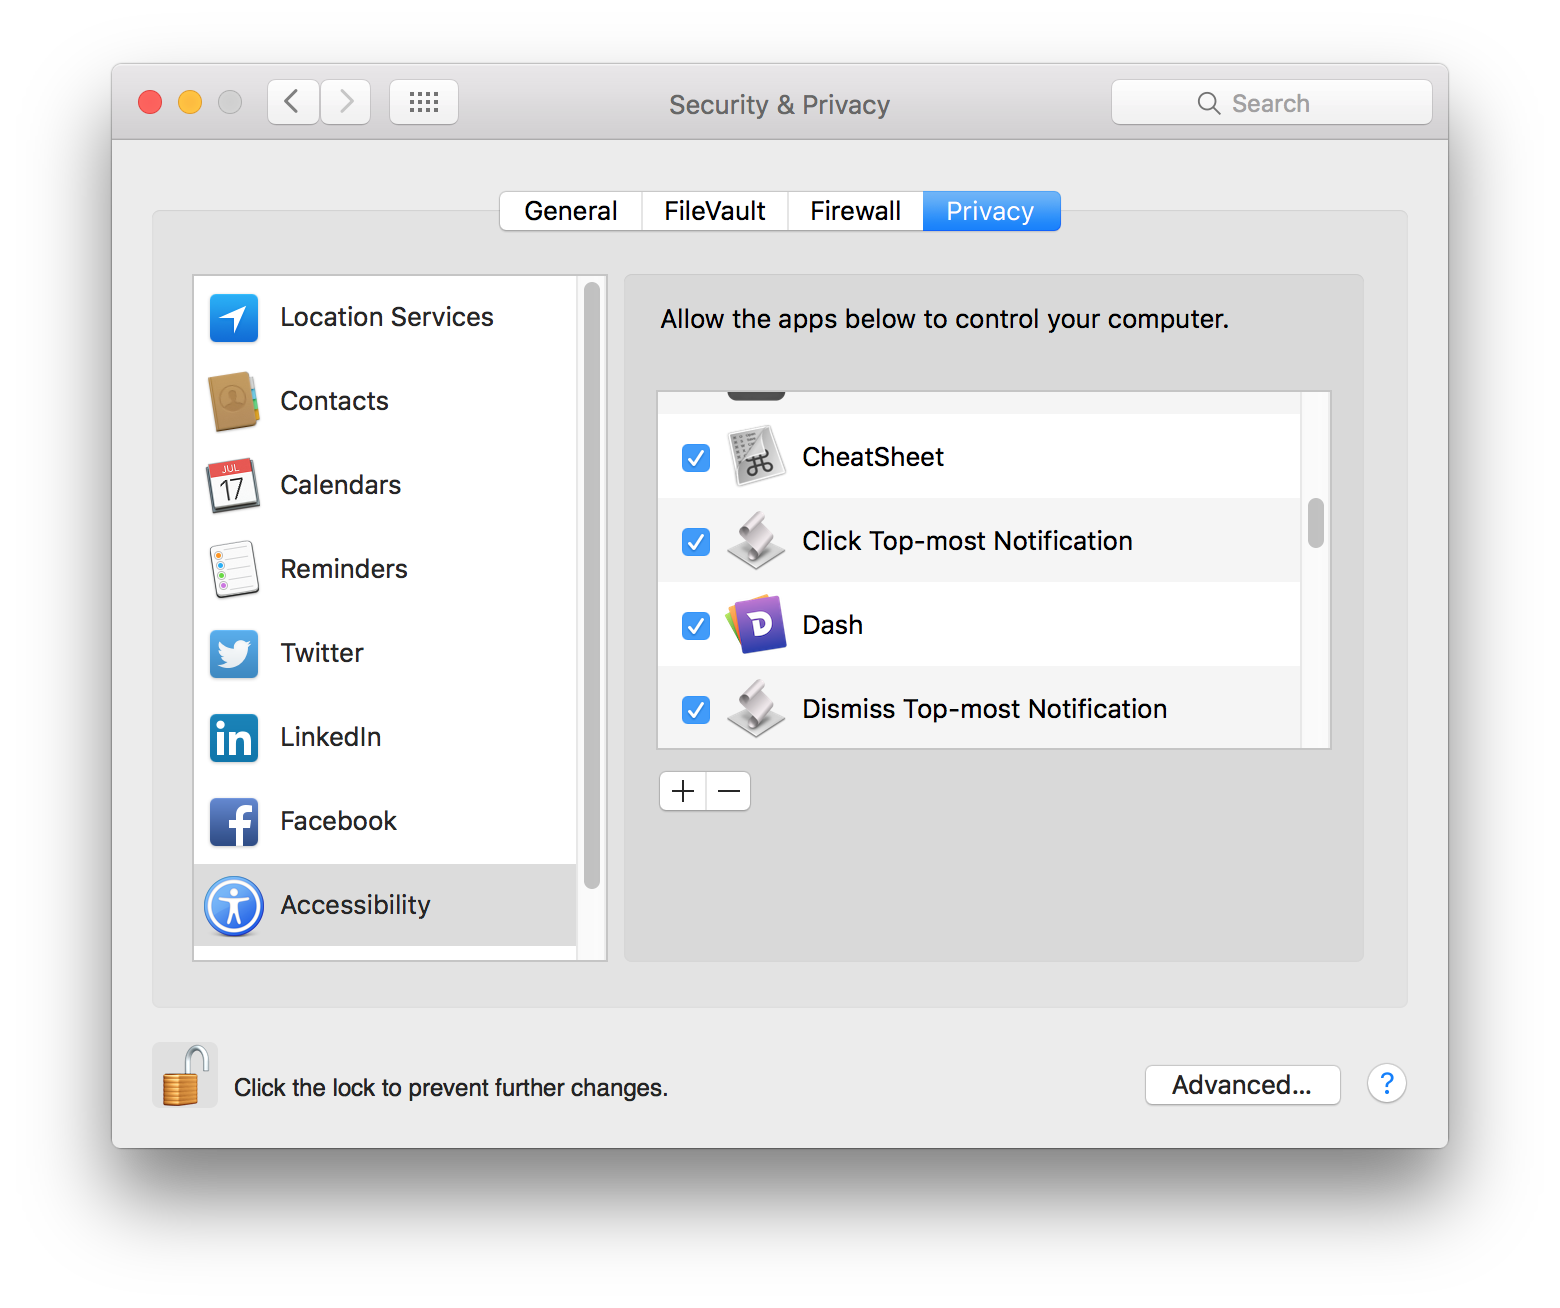 Security & Privacy
Search
General
FileVault
Firewall
Privacy
Location Services
Contacts
JUL
17
Calendars
Reminders
Twitter
in
LinkedIn
f
Facebook
Accessibility
Allow the apps below to control your computer.
CheatSheet
Click Top-most Notification
D
Dash
Dismiss Top-most Notification
+
−
Click the lock to prevent further changes.
Advanced...
?